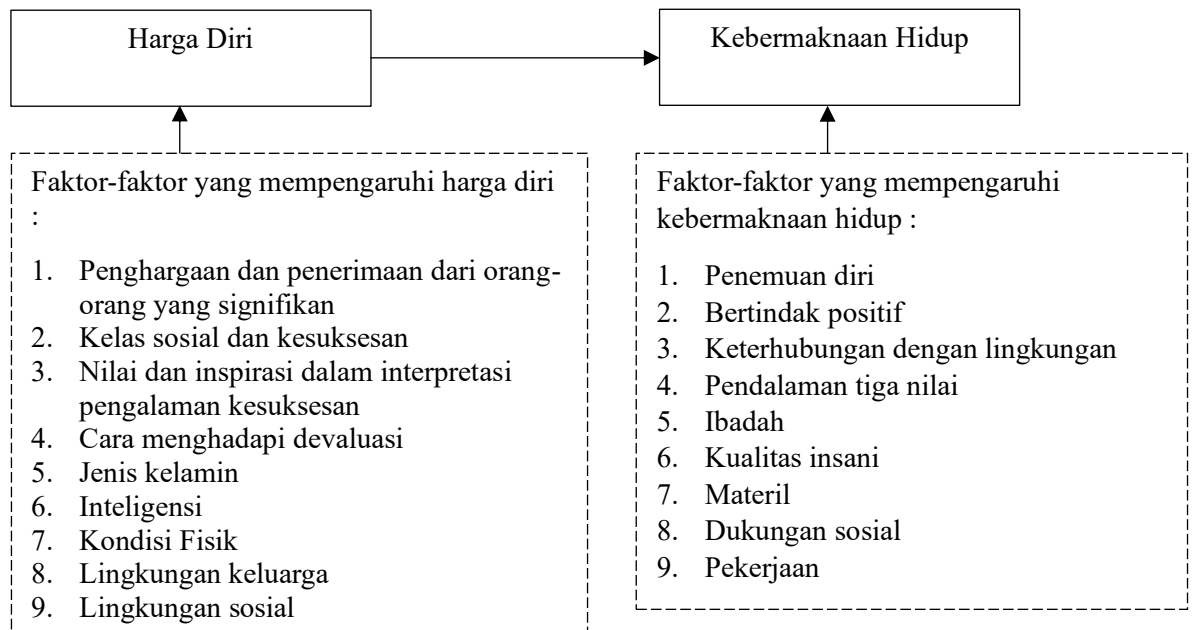 Harga Diri
Kebermaknaan Hidup
Faktor-faktor yang mempengaruhi harga diri
:
1. Penghargaan dan penerimaan dari orang-
orang yang signifikan
2. Kelas sosial dan kesuksesan
3. Nilai dan inspirasi dalam interpretasi
pengalaman kesuksesan
4. Cara menghadapi devaluasi
5. Jenis kelamin
6. Inteligensi
7. Kondisi Fisik
8. Lingkungan keluarga
9. Lingkungan sosial
Faktor-faktor yang mempengaruhi
kebermaknaan hidup :
1. Penemuan diri
2. Bertindak positif
3. Keterhubungan dengan lingkungan
4. Pendalaman tiga nilai
5. Ibadah
6. Kualitas insani
7. Materil
8. Dukungan sosial
9. Pekerjaan